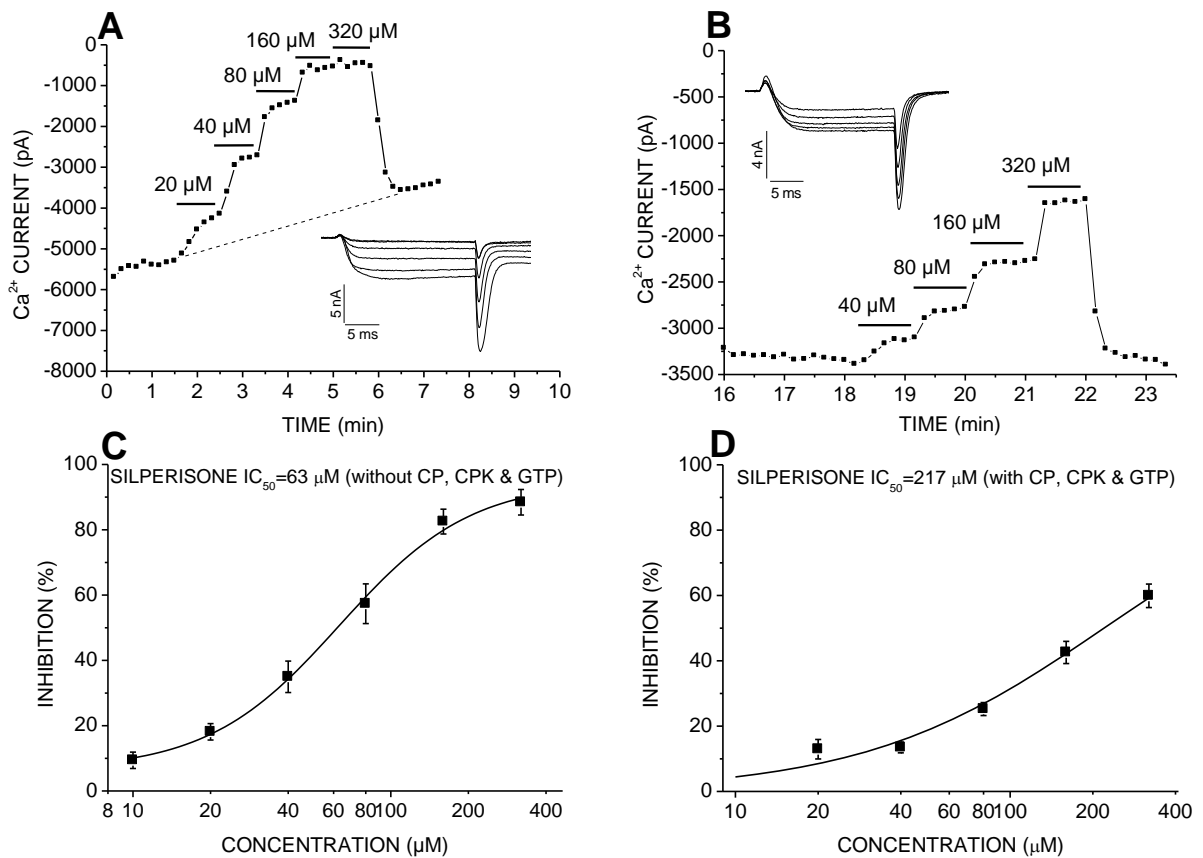 A
0
-1000
-2000
-3000
-4000
-5000
-6000
-7000
-8000
Ca2+ CURRENT (pA)
20 µM
40 µM
80 µM
160 µM
320 µM
5 nA
5 ms
0 1 2 3 4 5 6 7 8 9 10
TIME (min)
B
0
-500
-1000
-1500
-2000
-2500
-3000
-3500
Ca2+ CURRENT (pA)
4 nA
5 ms
40 µM
80 µM
160 µM
320 µM
16 17 18 19 20 21 22 23
TIME (min)
C
SILPERISONE IC50=63 µM (without CP, CPK & GTP)
100
80
60
40
20
0
INHIBITION (%)
8 10 20 40 60 80 100 200 400
CONCENTRATION (µM)
D
SILPERISONE IC50=217 µM (with CP, CPK & GTP)
100
80
60
40
20
0
INHIBITION (%)
8 10 20 40 60 80 100 200 400
CONCENTRATION (µM)